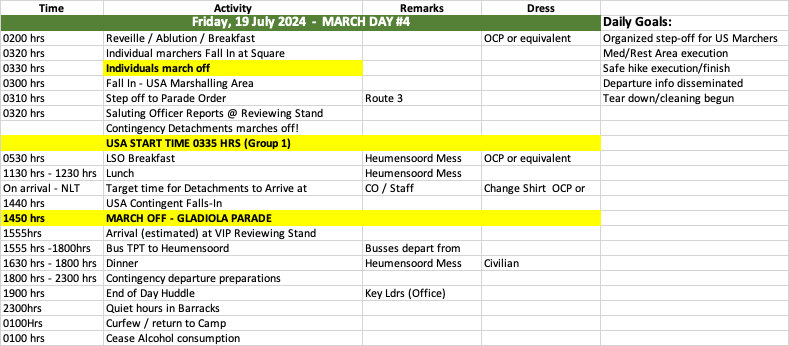 Time Activity Remarks Dress
Friday, 19 July 2024 - MARCH DAY #4 Daily Goals:
0200 hrs Reveille / Ablution / Breakfast OCP or equivalent Organized step-off for US Marchers
0320 hrs Individual marchers Fall In at Square Med/Rest Area execution
0330 hrs Individuals march off Safe hike execution/finish
0300 hrs Fall In - USA Marshalling Area Departure info disseminated
0310 hrs Step off to Parade Order Route 3 Tear down/cleaning begun
0320 hrs Saluting Officer Reports @ Reviewing Stand
Contingency Detachments marches off!
USA START TIME 0335 HRS (Group 1)
0530 hrs LSO Breakfast Heumensoord Mess OCP or equivalent
1130 hrs - 1230 hrs Lunch Heumensoord Mess
On arrival - NLT Target time for Detachments to Arrive at CO / Staff Change Shirt OCP or
1440 hrs USA Contingent Falls-In
1450 hrs MARCH OFF - GLADIOLA PARADE
1555hrs Arrival (estimated) at VIP Reviewing Stand
1555 hrs -1800hrs Bus TPT to Heumensoord Busses depart from
1630 hrs - 1800 hrs Dinner Heumensoord Mess Civilian
1800 hrs - 2300 hrs Contingency departure preparations
1900 hrs End of Day Huddle Key Ldrs (Office)
2300hrs Quiet hours in Barracks
0100Hrs Curfew / return to Camp
0100 hrs Cease Alcohol consumption